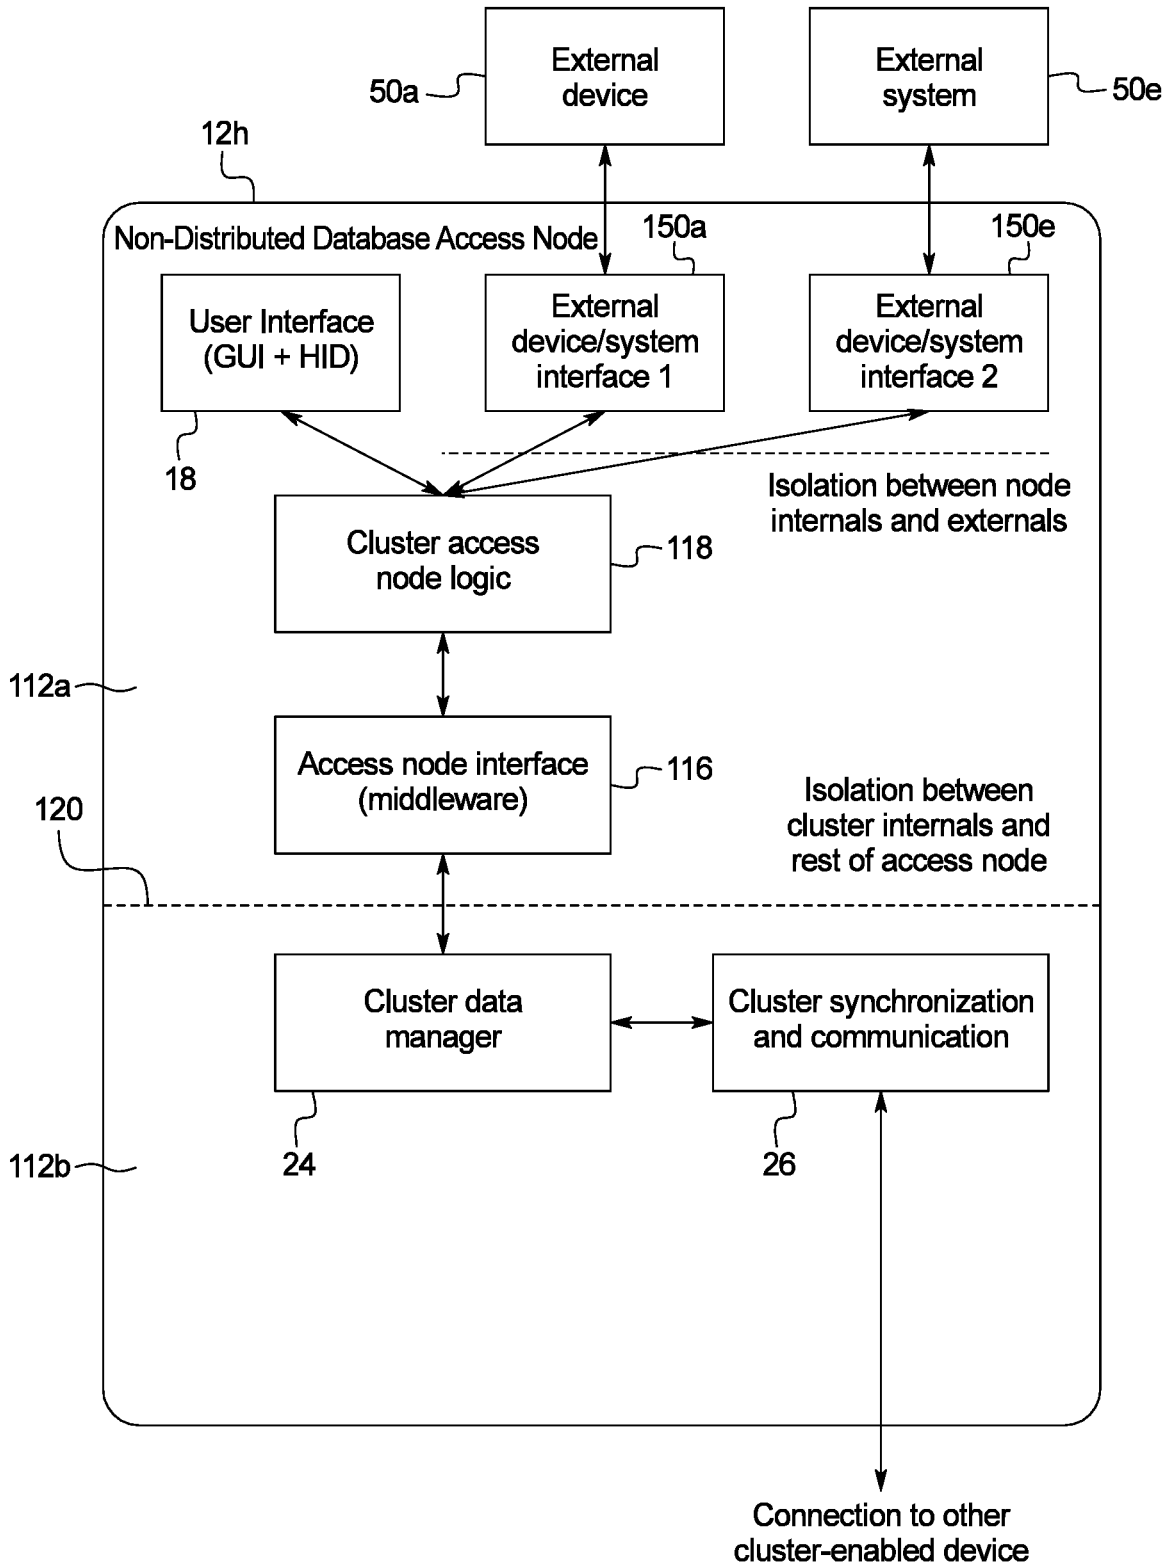 External
device
50a
External
system
50e
12h
Non-Distributed Database Access Node
150a
150e
User Interface
(GUI + HID)
External
device/system
interface 1
External
device/system
interface 2
18
Isolation between node
internals and externals
Cluster access
node logic
118
112a
Access node interface
(middleware)
116
120
Isolation between
cluster internals and
rest of access node
Cluster data
manager
Cluster synchronization
and communication
24
26
112b
Connection to other
cluster-enabled device